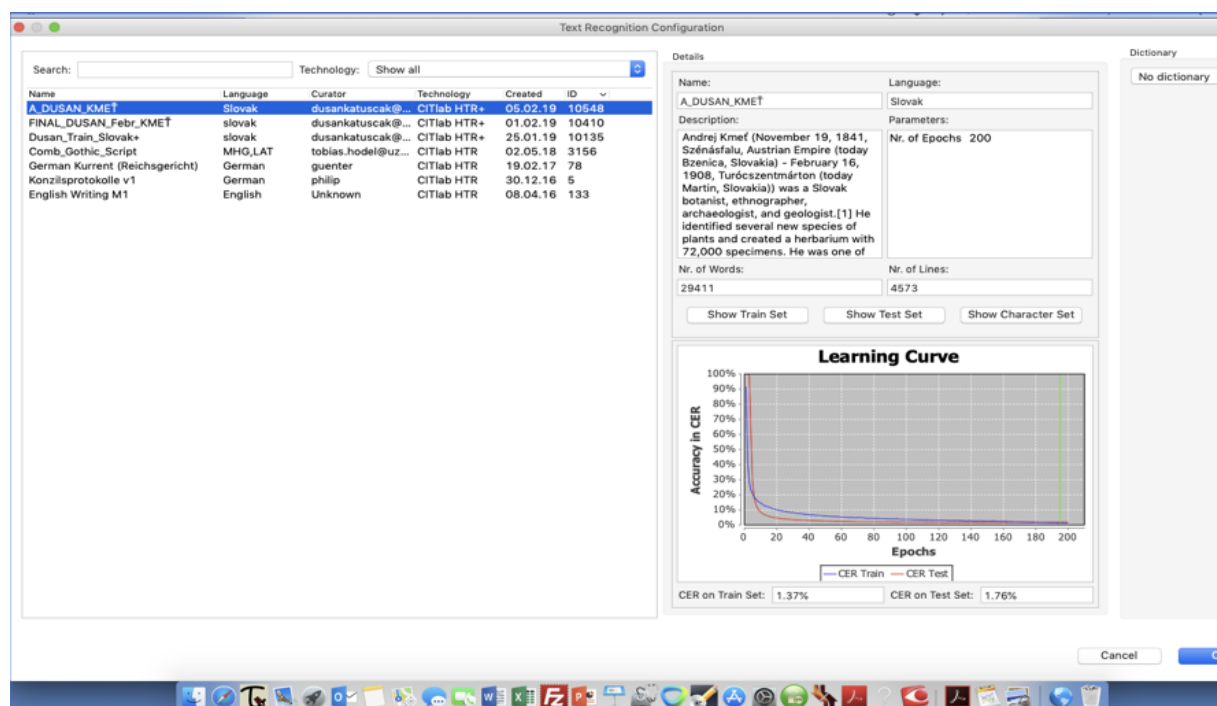 Text Recognition Configuration
Search:
Technology: Show all
Name Language Curator Technology Created ID
A_DUSAN_KMEŤ Slovak dusankatuscak@... CITlab HTR+ 05.02.19 10548
FINAL_DUSAN_Febr_KMEŤ slovak dusankatuscak@... CITlab HTR+ 01.02.19 10410
Dusan_Train_Slovak+ slovak dusankatuscak@... CITlab HTR+ 25.01.19 10135
Comb_Gothic_Script MHG,LAT tobias.hodel@uz... CITlab HTR 02.05.18 3156
German Kurrent (Reichsgericht) German guenter CITlab HTR 19.02.17 78
Konzilsprotokolle v1 German philip CITlab HTR 30.12.16 5
English Writing M1 English Unknown CITlab HTR 08.04.16 133
Details
Name: Language:
A_DUSAN_KMEŤ Slovak
Description: Parameters:
Andrej Kmeť (November 19, 1841,
Szénásfalu, Austrian Empire (today
Bzenica, Slovakia) - February 16,
1908, Turócszentmárton (today
Martin, Slovakia)) was a Slovak
botanist, ethnographer,
archaeologist, and geologist.[1] He
identified several new species of
plants and created a herbarium with
72,000 specimens. He was one of
Nr. of Epochs 200
Nr. of Words: Nr. of Lines:
29411 4573
Show Train Set Show Test Set Show Character Set
Learning Curve
Accuracy in CER
100%
90%
80%
70%
60%
50%
40%
30%
20%
10%
0%
0 20 40 60 80 100 120 140 160 180 200
Epochs
CER Train CER Test
CER on Train Set: 1.37% CER on Test Set: 1.76%
Dictionary
No dictionary
Cancel